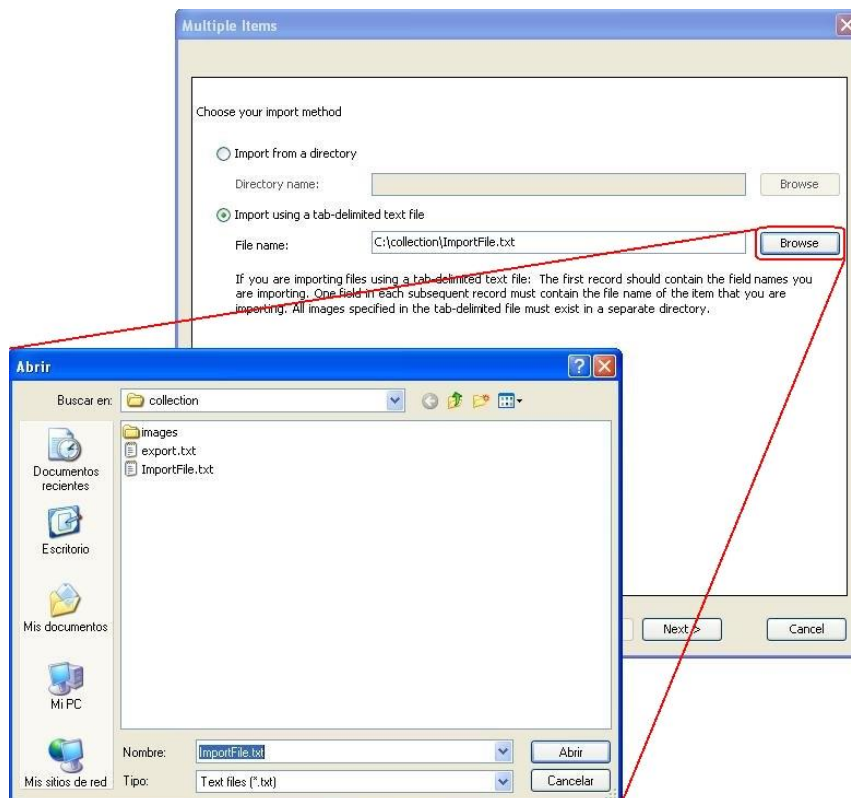 Multiple Items
Choose your import method
Import from a directory
Directory name:
Browse
Import using a tab-delimited text file
File name:
C:\collection\ImportFile.txt
Browse
If you are importing files using a tab-delimited text file: The first record should contain the field names you
are importing. One field in each subsequent record must contain the file name of the item that you are
importing. All images specified in the tab-delimited file must exist in a separate directory.
Next >
Cancel
Abrir
Buscar en:
collection
images
export.txt
ImportFile.txt
Documentos
recientes
Escritorio
Mis documentos
Mi PC
Mis sitios de red
Nombre:
ImportFile.txt
Abrir
Tipo:
Text files (*.txt)
Cancelar